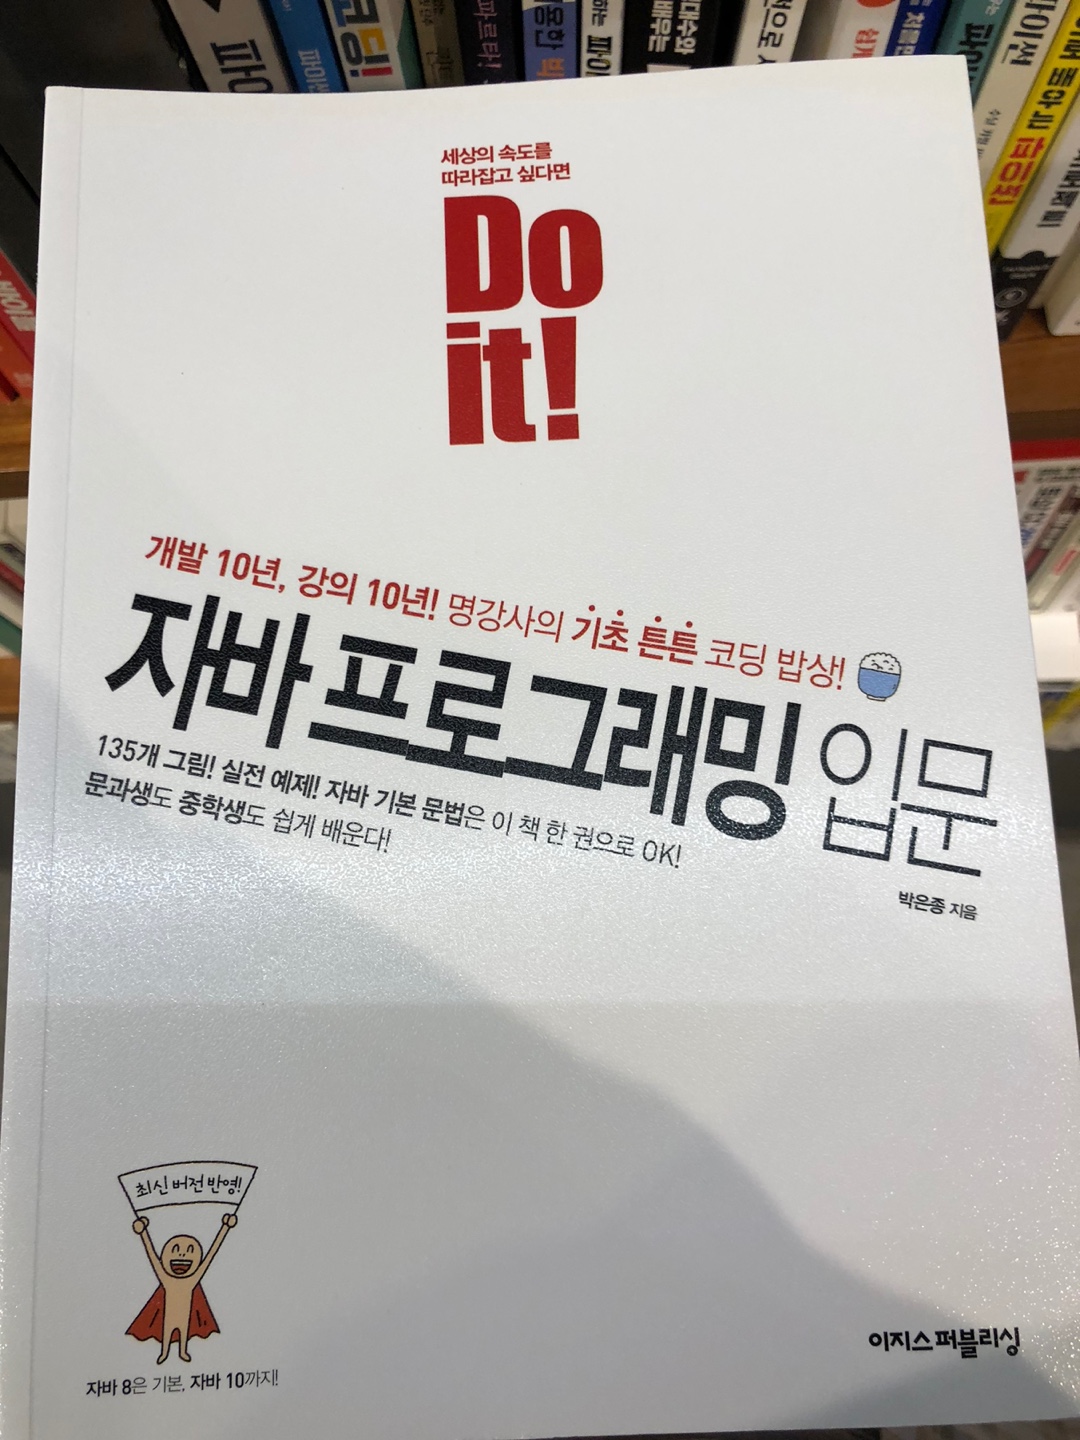 세상의 속도를
따라잡고 싶다면
Do
it!
개발 10년, 강의 10년! 명강사의 기초 튼튼 코딩 밥상!
자바 프로그래밍 입문
135개 그림! 실전 예제! 자바 기본 문법은 이 책 한 권으로 OK!
문과생도 중학생도 쉽게 배운다!
박은종 지음
최신 버전 반영!
자바 8은 기본, 자바 10까지!
이지스 퍼블리싱
코딩!
파이썬